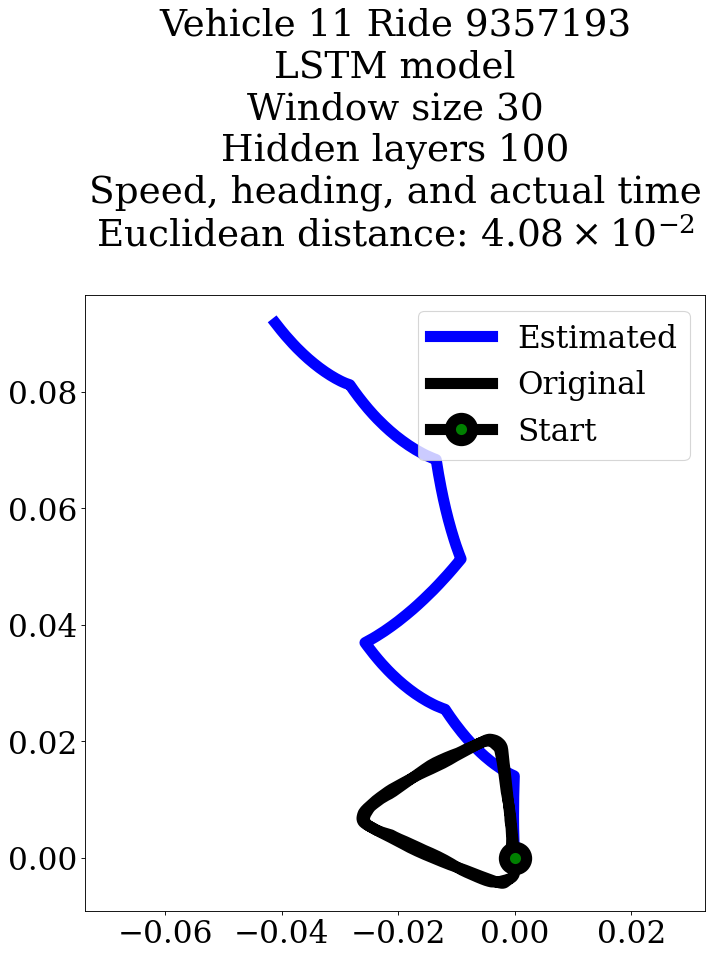 Vehicle 11 Ride 9357193
LSTM model
Window size 30
Hidden layers 100
Speed, heading, and actual time
Euclidean distance: 4.08 × 10⁻²
Estimated
Original
Start
0.08
0.06
0.04
0.02
0.00
−0.06 −0.04 −0.02 0.00 0.02